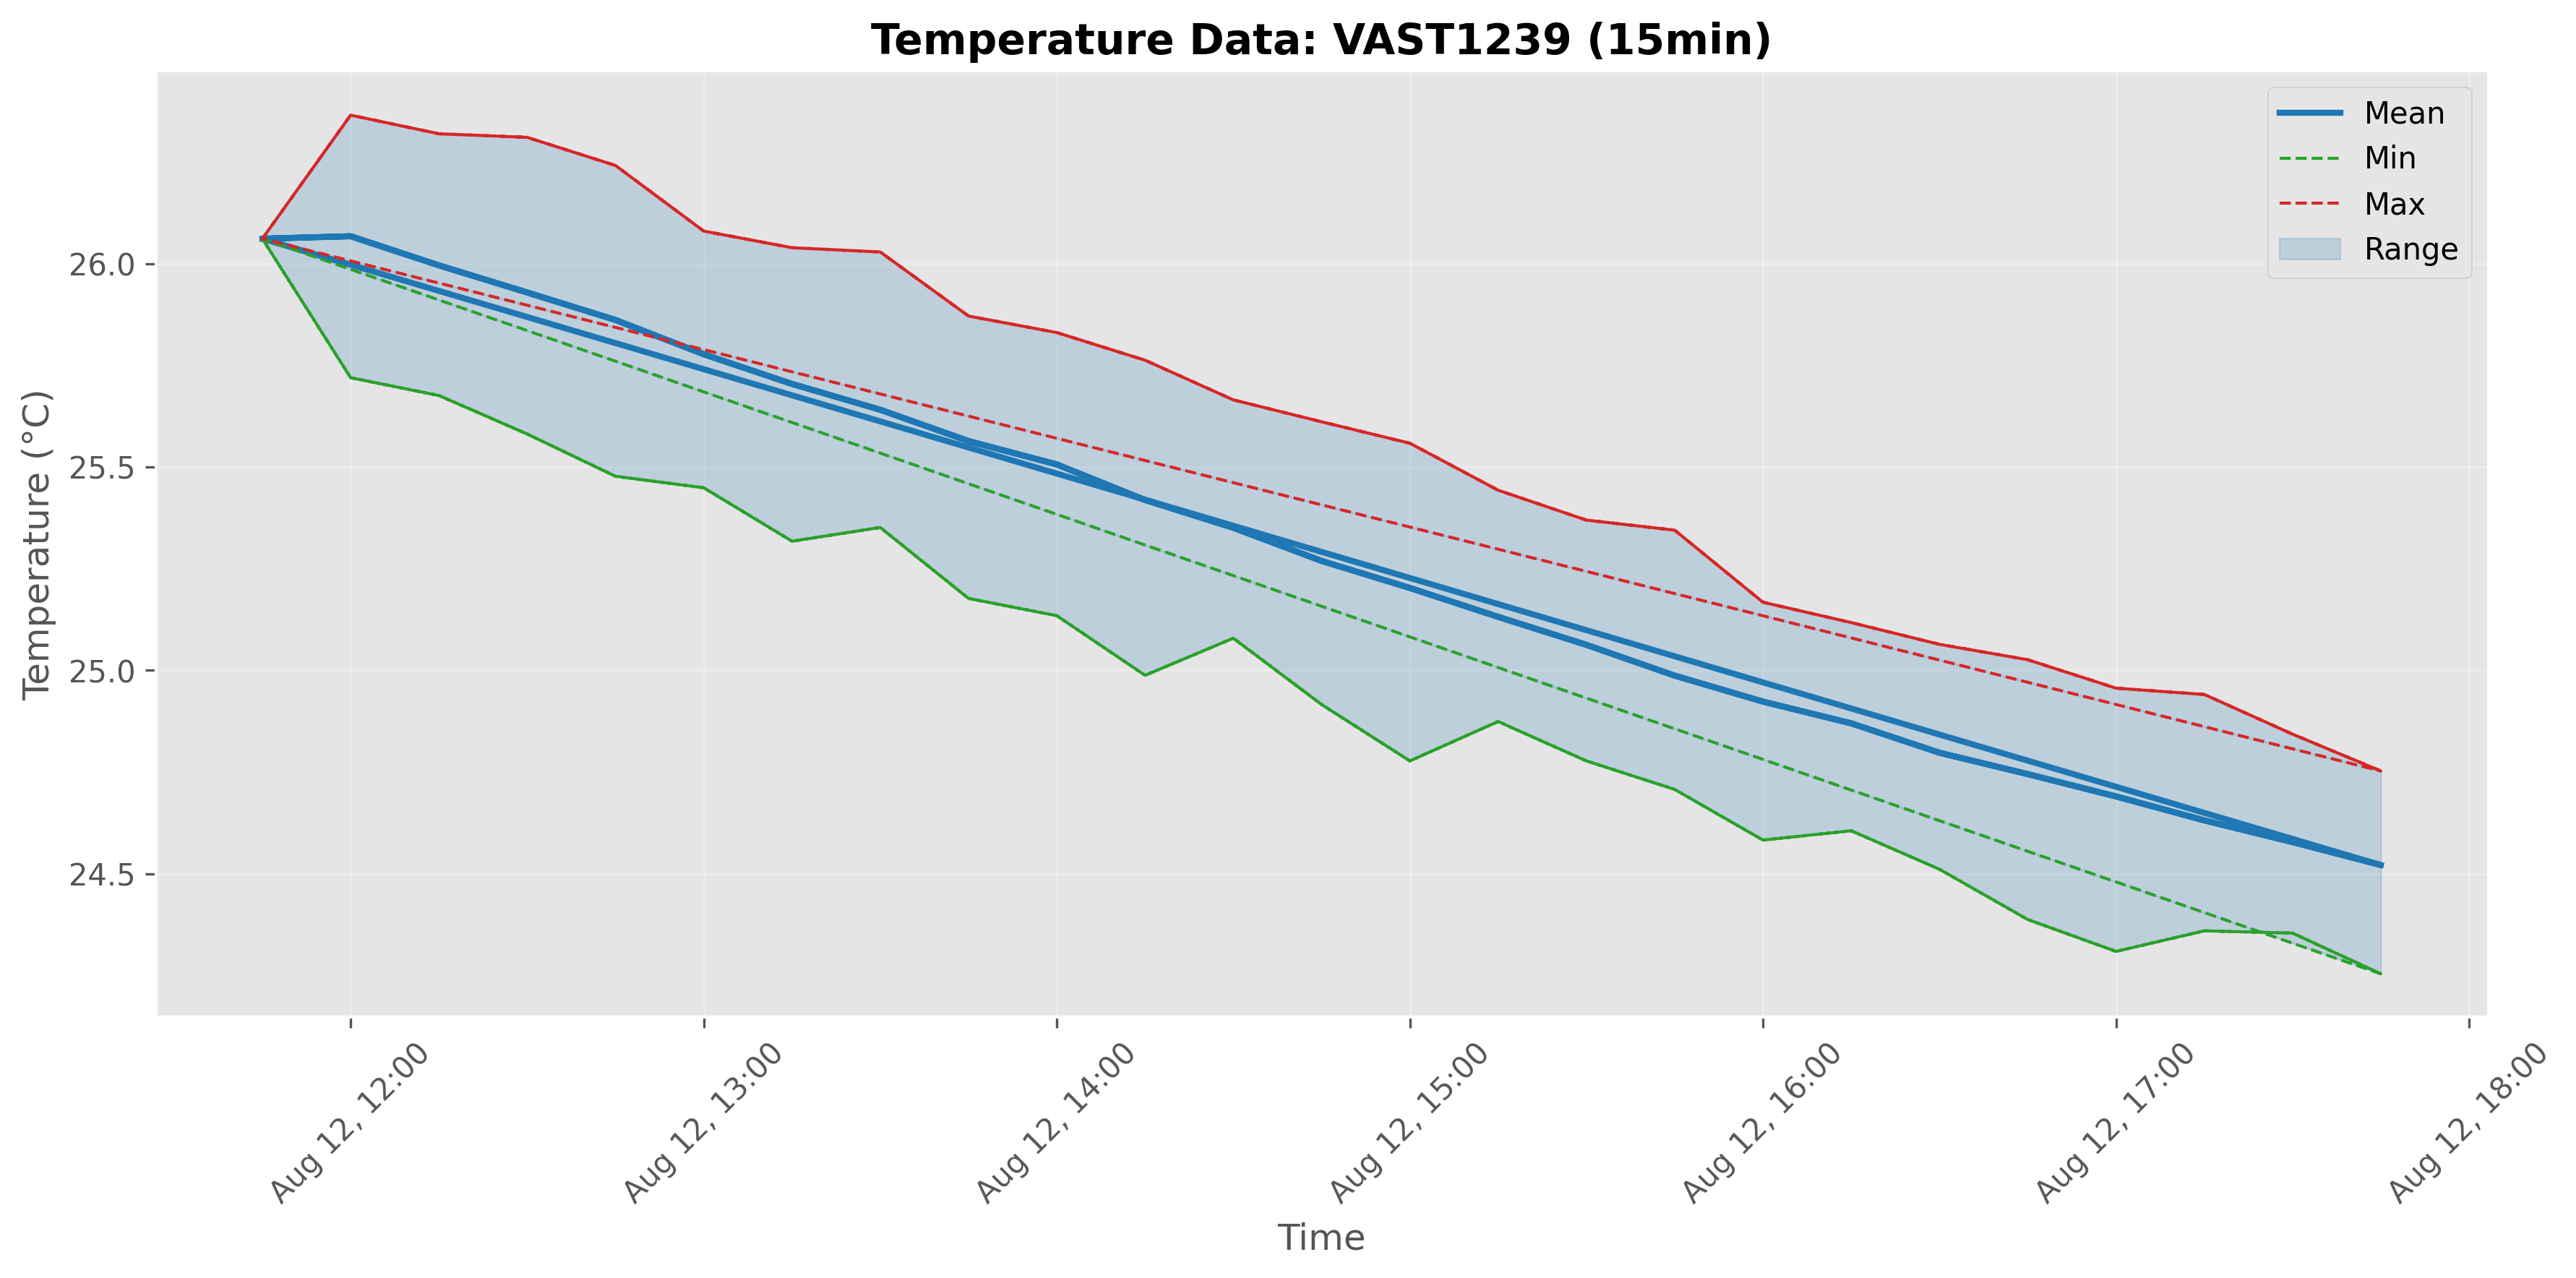 Temperature Data: VAST1239 (15min)
Mean
Min
Max
Range
Temperature (°C)
26.0
25.5
25.0
24.5
Aug 12, 12:00
Aug 12, 13:00
Aug 12, 14:00
Aug 12, 15:00
Aug 12, 16:00
Aug 12, 17:00
Aug 12, 18:00
Time